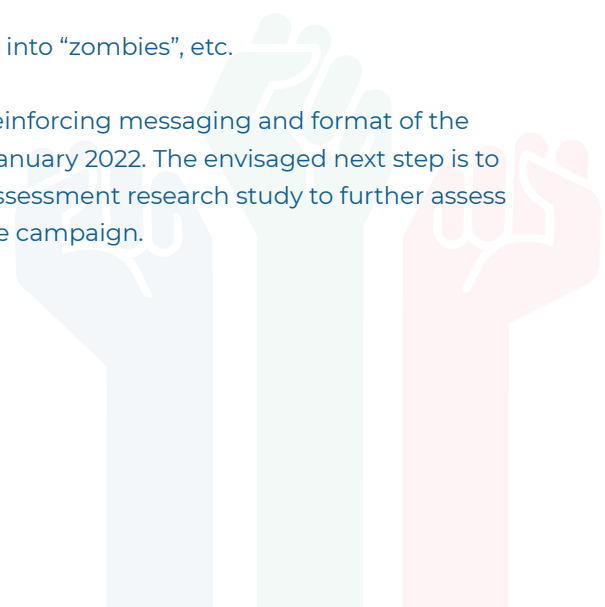 into “zombies”, etc.
einforcing messaging and format of the
anuary 2022. The envisaged next step is to
ssessment research study to further assess
e campaign.